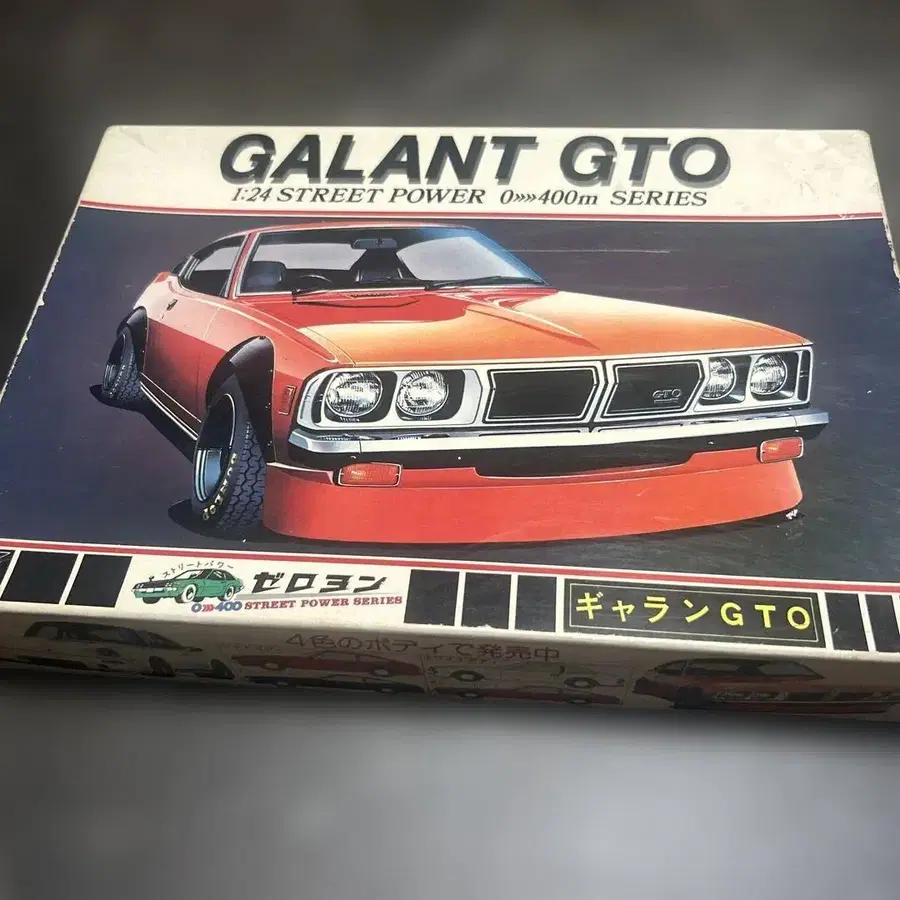 GALANT GTO
1:24 STREET POWER 0»»400m SERIES
GTO
ストリートパワー
ゼロヨン
0»»400 STREET POWER SERIES
ギャランGTO
4色のボディで発売中